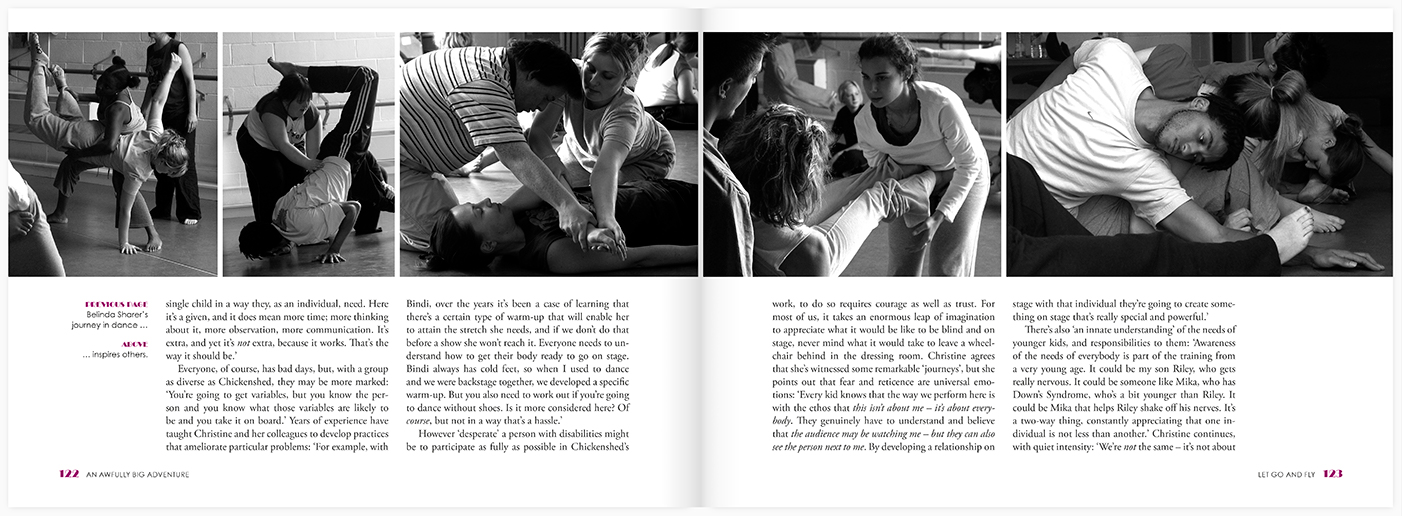 PREVIOUS PAGE
Belinda Sharer's
journey in dance ...
ABOVE
... inspires others.
single child in a way they, as an individual, need. Here
it's a given, and it does mean more time; more thinking
about it, more observation, more communication. It's
extra, and yet it's not extra, because it works. That's the
way it should be.'
Everyone, of course, has bad days, but, with a group
as diverse as Chickenshed, they may be more marked:
'You're going to get variables, but you know the per-
son and you know what those variables are likely to
be and you take it on board.' Years of experience have
taught Christine and her colleagues to develop practices
that ameliorate particular problems: 'For example, with
Bindi, over the years it's been a case of learning that
there's a certain type of warm-up that will enable her
to attain the stretch she needs, and if we don't do that
before a show she won't reach it. Everyone needs to un-
derstand how to get their body ready to go on stage.
Bindi always has cold feet, so when I used to dance
and we were backstage together, we developed a specific
warm-up. But you also need to work out if you're going
to dance without shoes. Is it more considered here? Of
course, but not in a way that's a hassle.'
However 'desperate' a person with disabilities might
be to participate as fully as possible in Chickenshed's
122 AN AWFULLY BIG ADVENTURE
work, to do so requires courage as well as trust. For
most of us, it takes an enormous leap of imagination
to appreciate what it would be like to be blind and on
stage, never mind what it would take to leave a wheel-
chair behind in the dressing room. Christine agrees
that she's witnessed some remarkable 'journeys', but she
points out that fear and reticence are universal emo-
tions: 'Every kid knows that the way we perform here is
with the ethos that this isn't about me – it's about every-
body. They genuinely have to understand and believe
that the audience may be watching me – but they can also
see the person next to me. By developing a relationship on
stage with that individual they're going to create some-
thing on stage that's really special and powerful.'
There's also 'an innate understanding' of the needs of
younger kids, and responsibilities to them: 'Awareness
of the needs of everybody is part of the training from
a very young age. It could be my son Riley, who gets
really nervous. It could be someone like Mika, who has
Down's Syndrome, who's a bit younger than Riley. It
could be Mika that helps Riley shake off his nerves. It's
a two-way thing, constantly appreciating that one in-
dividual is not less than another.' Christine continues,
with quiet intensity: 'We're not the same – it's not about
LET GO AND FLY 123